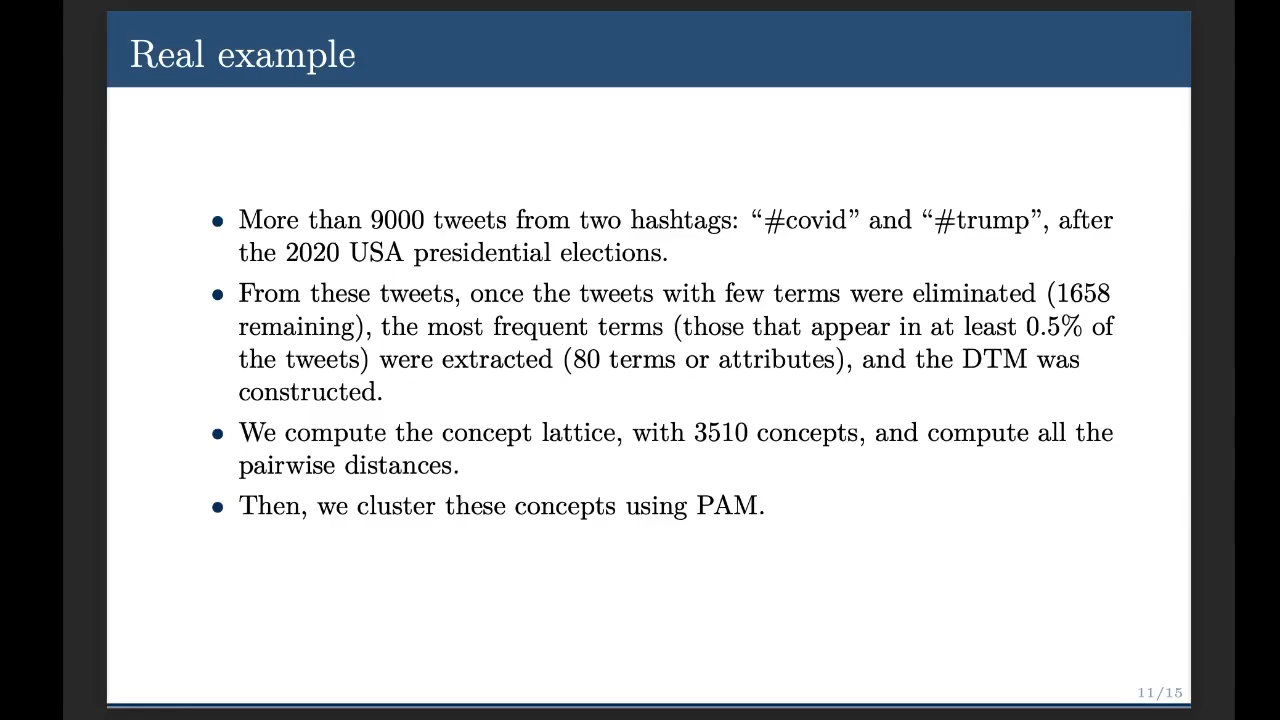 Real example
• More than 9000 tweets from two hashtags: “#covid” and “#trump”, after
the 2020 USA presidential elections.
• From these tweets, once the tweets with few terms were eliminated (1658
remaining), the most frequent terms (those that appear in at least 0.5% of
the tweets) were extracted (80 terms or attributes), and the DTM was
constructed.
• We compute the concept lattice, with 3510 concepts, and compute all the
pairwise distances.
• Then, we cluster these concepts using PAM.
11/15